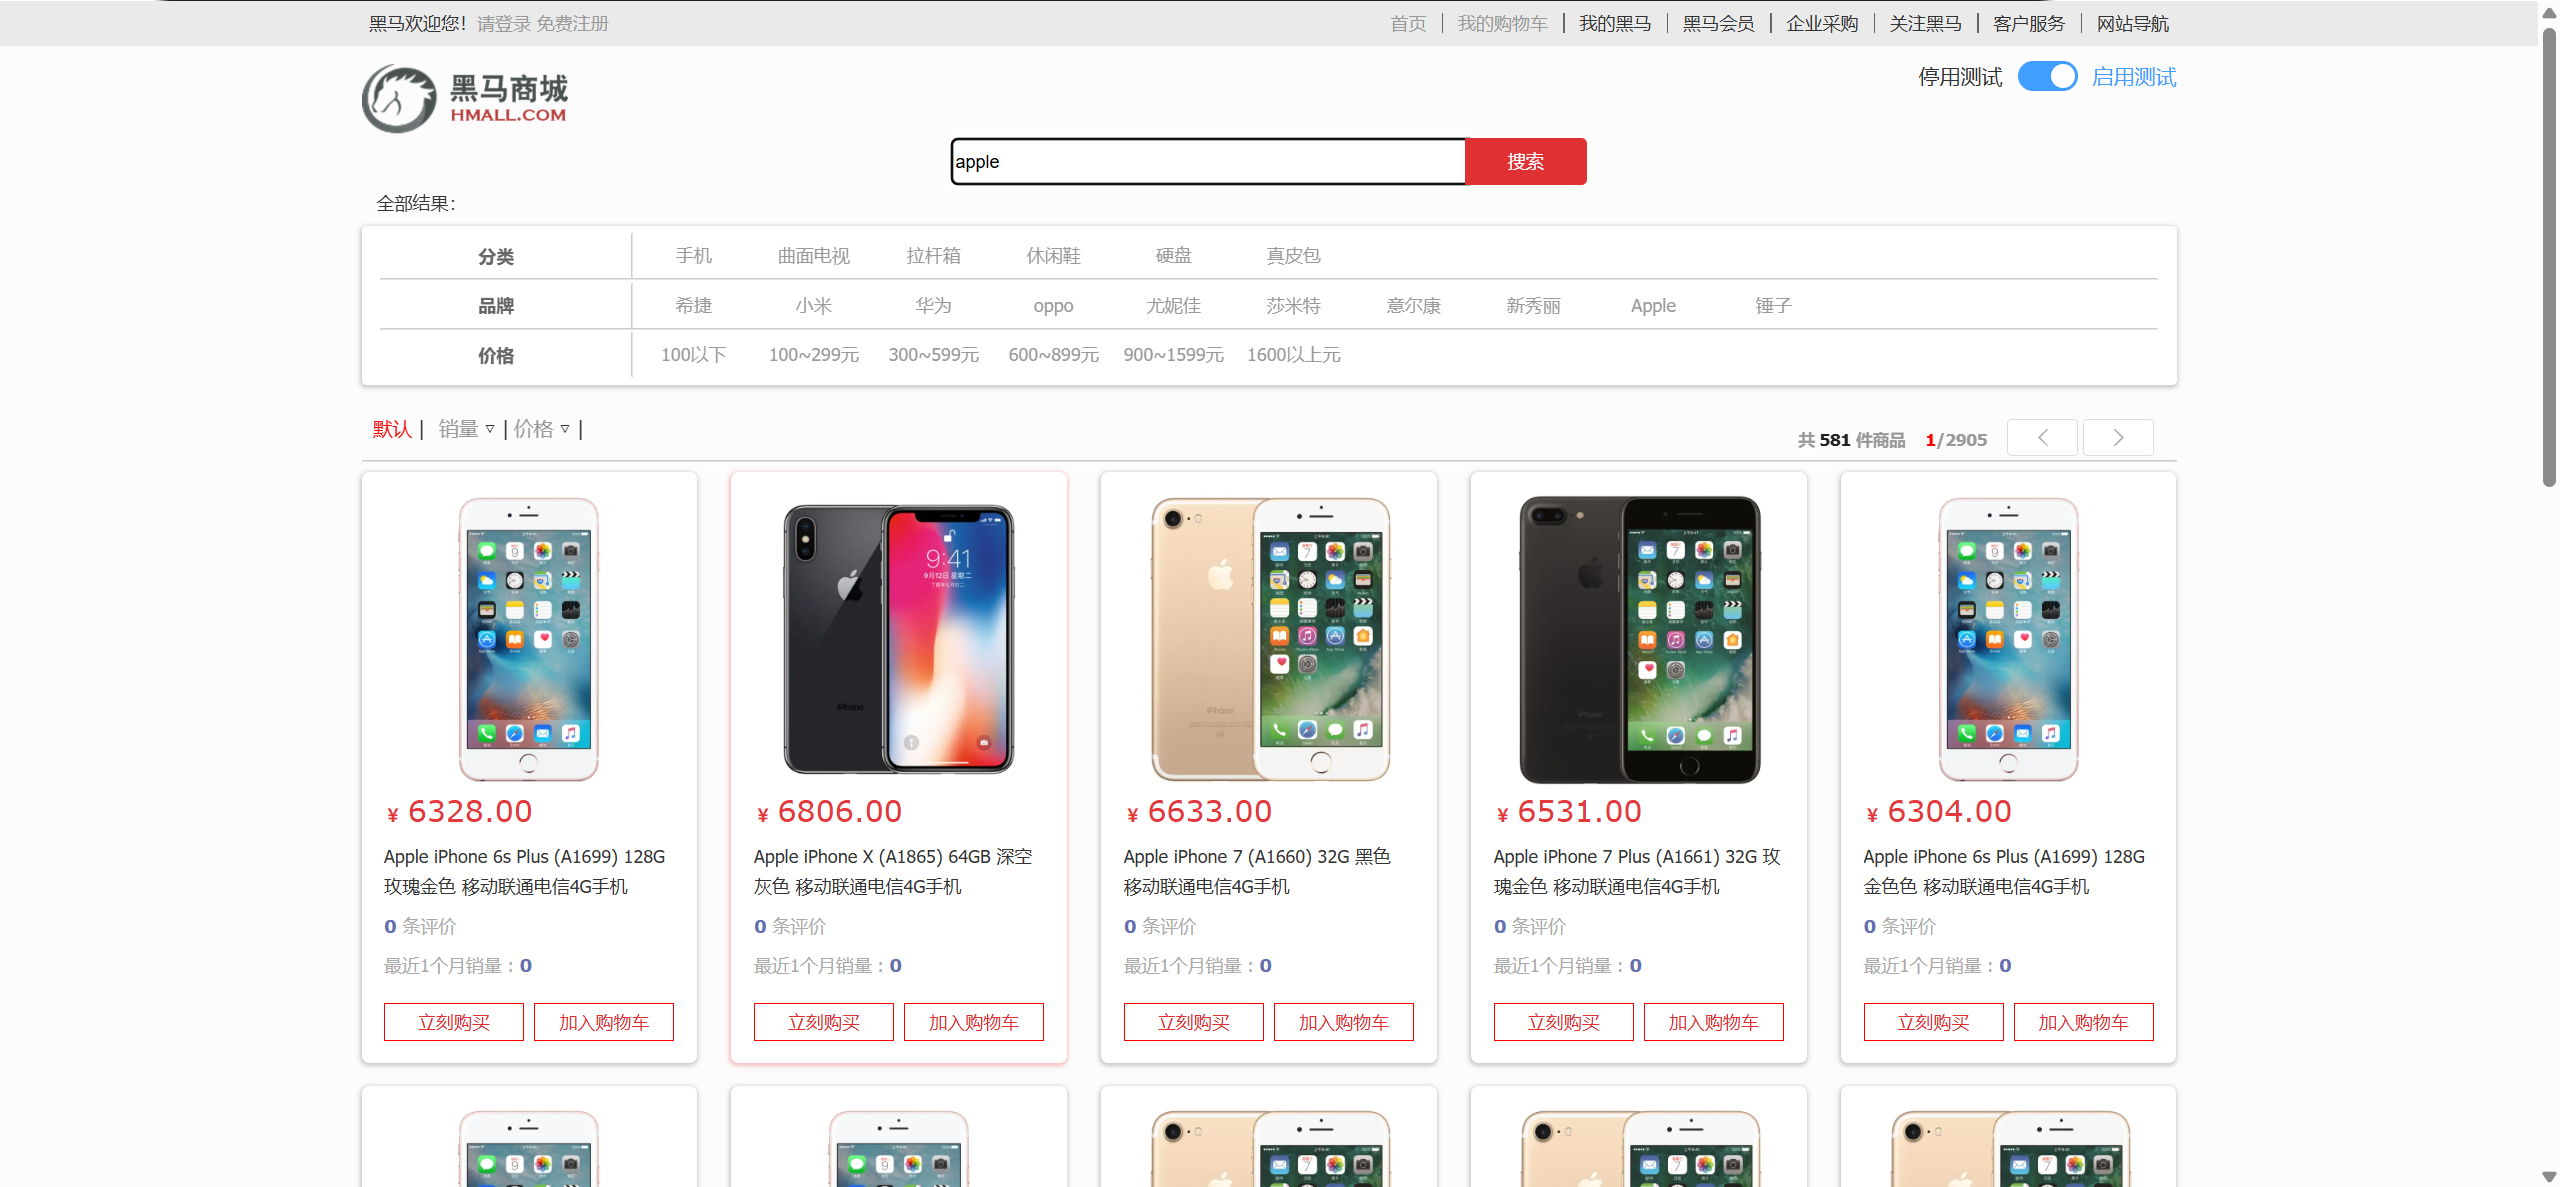 黑马欢迎您！请登录 免费注册
首页 我的购物车 我的黑马 黑马会员 企业采购 关注黑马 客户服务 网站导航
黑马商城
HMALL.COM
停用测试 启用测试
apple 搜索
全部结果：
分类 手机 曲面电视 拉杆箱 休闲鞋 硬盘 真皮包
品牌 希捷 小米 华为 oppo 尤妮佳 莎米特 意尔康 新秀丽 Apple 锤子
价格 100以下 100~299元 300~599元 600~899元 900~1599元 1600以上元
默认 | 销量 ▿ | 价格 ▿ |
共 581 件商品 1/2905
¥ 6328.00
Apple iPhone 6s Plus (A1699) 128G
玫瑰金色 移动联通电信4G手机
0 条评价
最近1个月销量：0
立刻购买 加入购物车
9:41
9月12日 星期二
iPhone
¥ 6806.00
Apple iPhone X (A1865) 64GB 深空
灰色 移动联通电信4G手机
0 条评价
最近1个月销量：0
立刻购买 加入购物车
iPhone
¥ 6633.00
Apple iPhone 7 (A1660) 32G 黑色
移动联通电信4G手机
0 条评价
最近1个月销量：0
立刻购买 加入购物车
¥ 6531.00
Apple iPhone 7 Plus (A1661) 32G 玫
瑰金色 移动联通电信4G手机
0 条评价
最近1个月销量：0
立刻购买 加入购物车
¥ 6304.00
Apple iPhone 6s Plus (A1699) 128G
金色色 移动联通电信4G手机
0 条评价
最近1个月销量：0
立刻购买 加入购物车